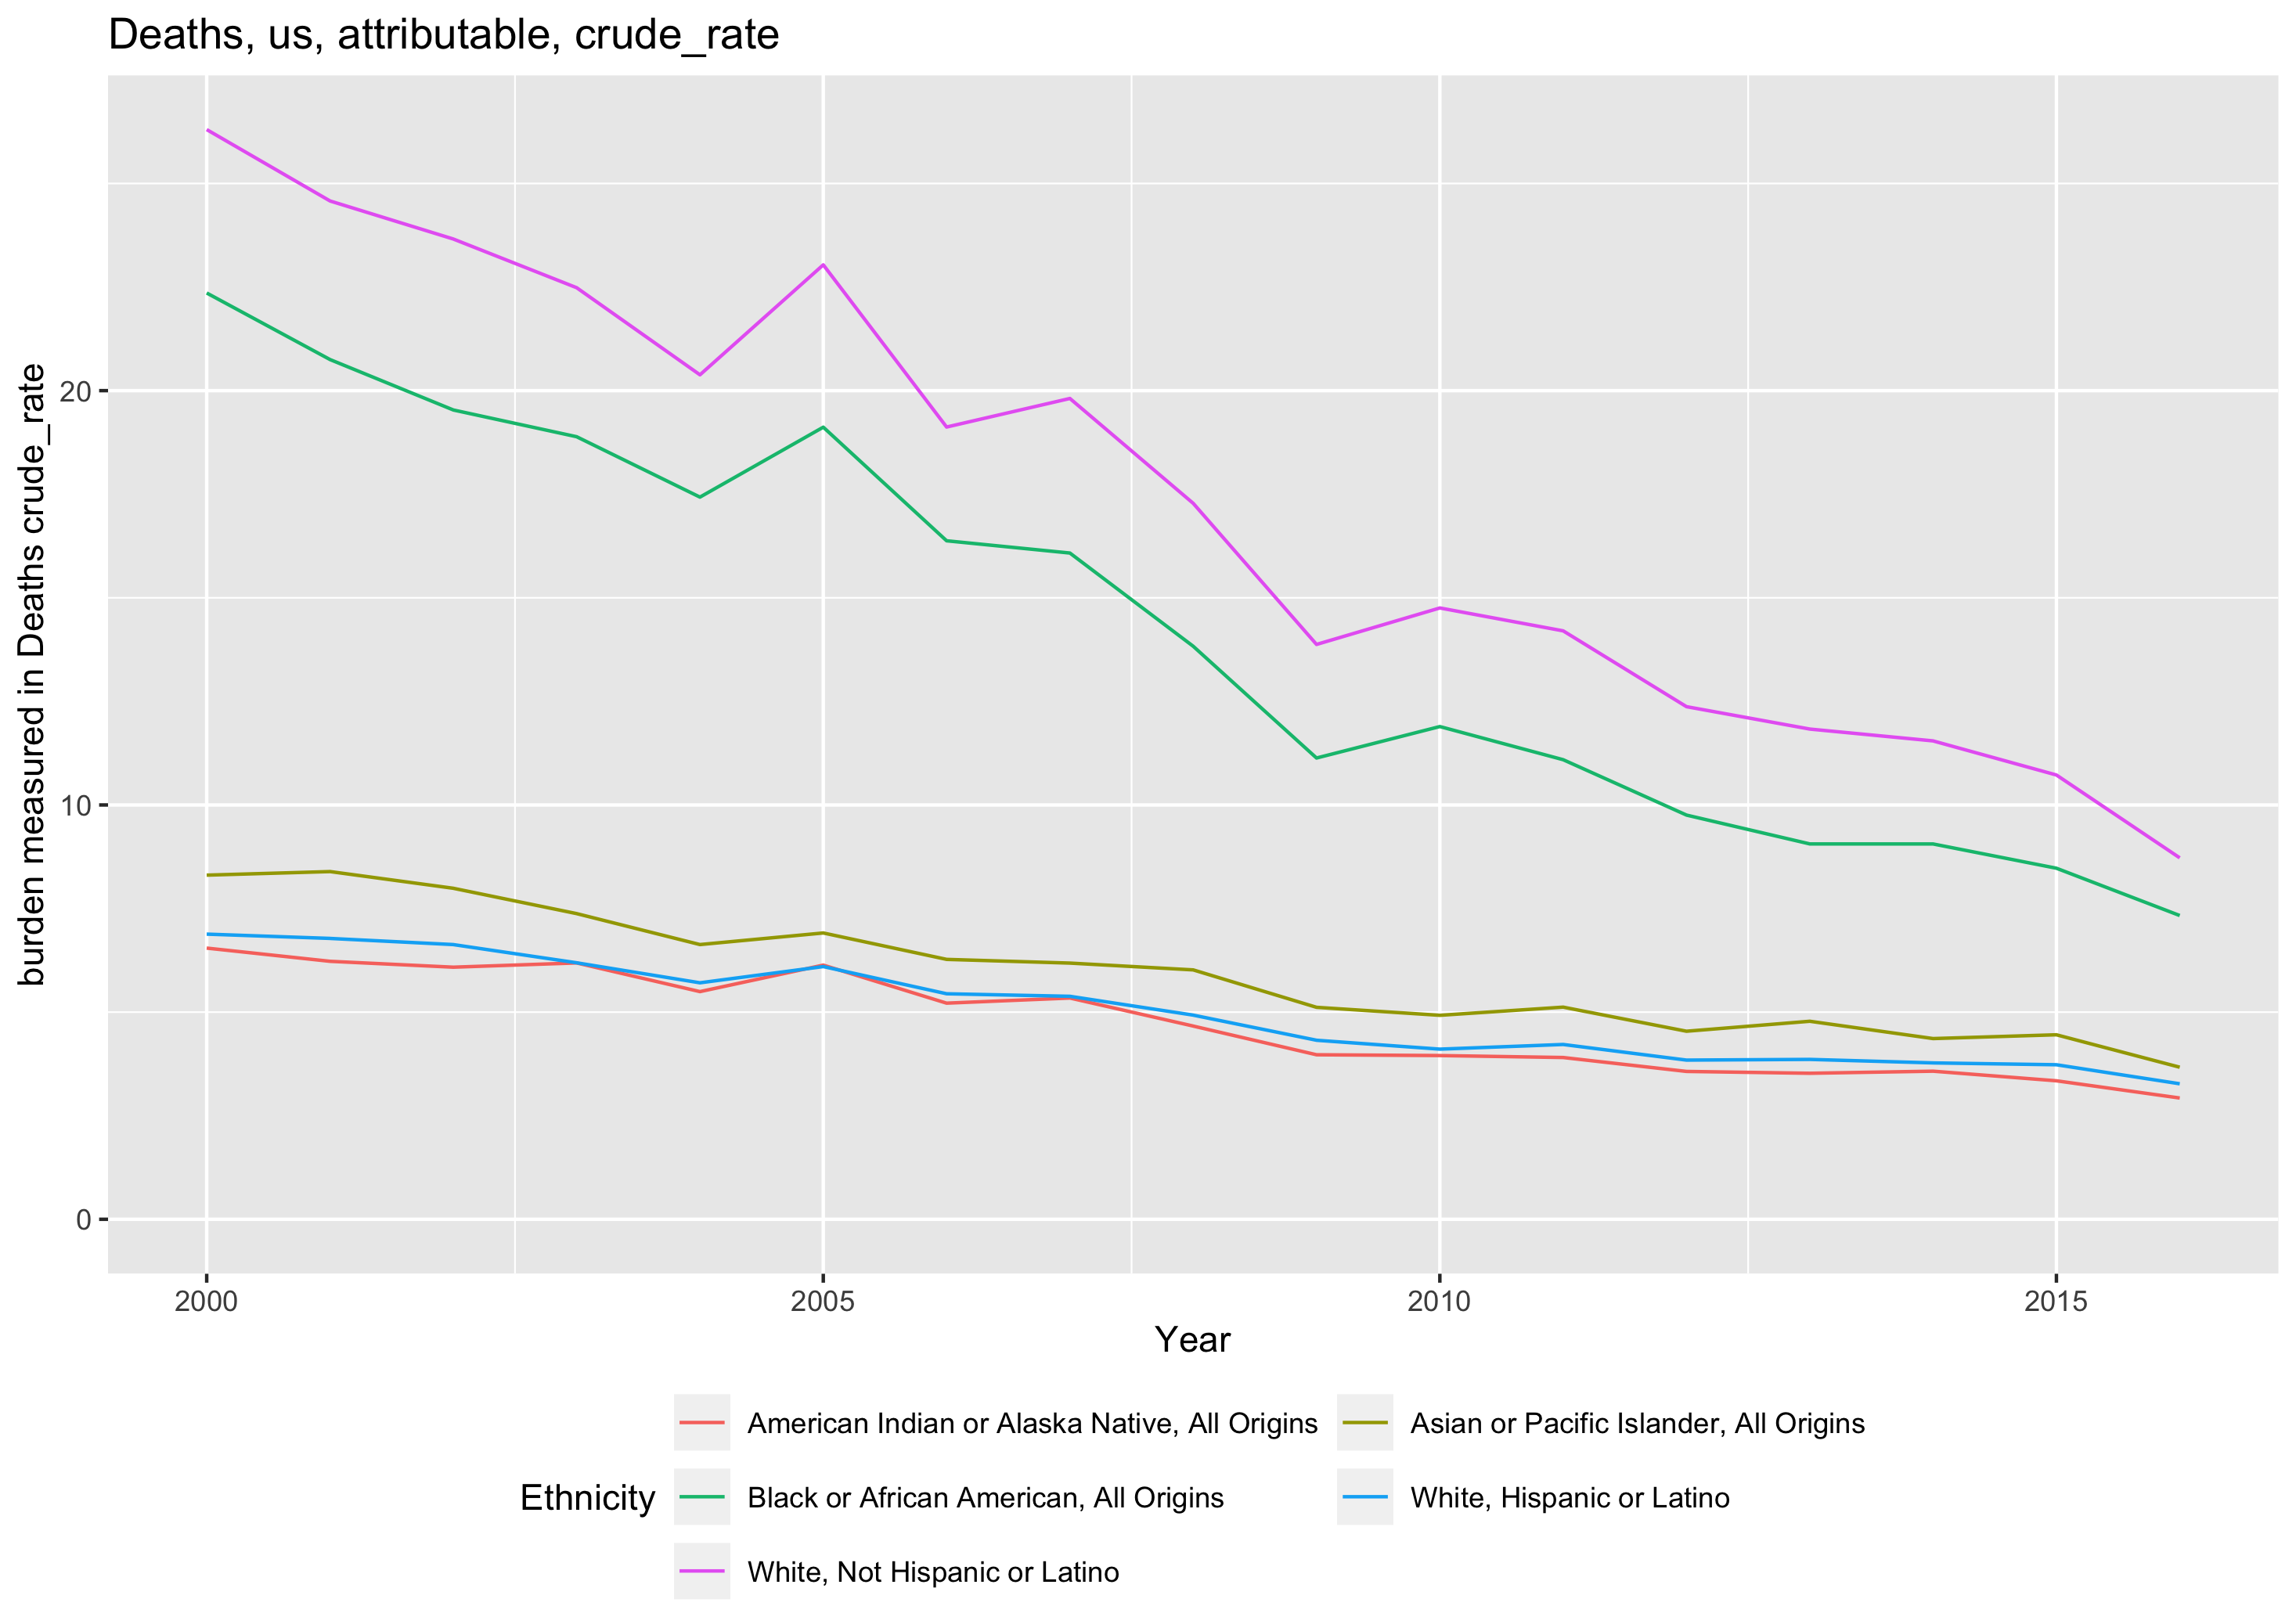 Deaths, us, attributable, crude_rate
burden measured in Deaths crude_rate
20
10
0
2000 2005 2010 2015
Year
Ethnicity
American Indian or Alaska Native, All Origins
Asian or Pacific Islander, All Origins
Black or African American, All Origins
White, Hispanic or Latino
White, Not Hispanic or Latino